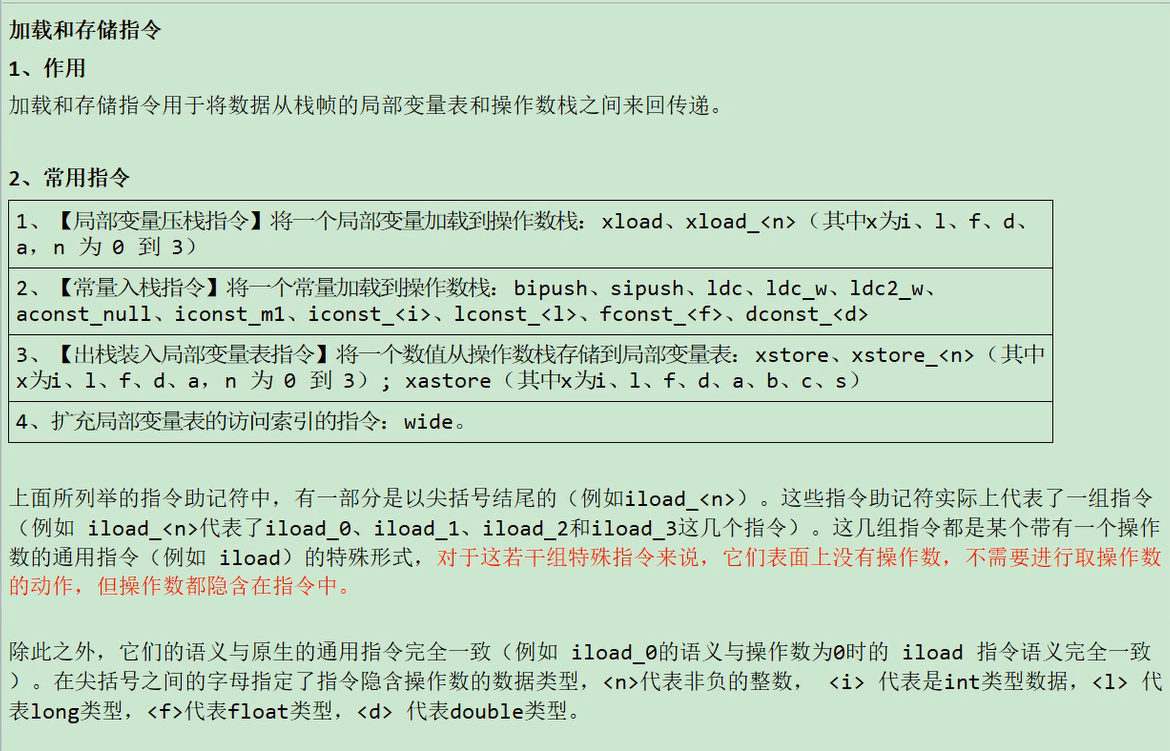 加载和存储指令
1、作用
加载和存储指令用于将数据从栈帧的局部变量表和操作数栈之间来回传递。
2、常用指令
1、【局部变量压栈指令】将一个局部变量加载到操作数栈：xload、xload_<n>（其中x为i、l、f、d、
a，n 为 0 到 3）
2、【常量入栈指令】将一个常量加载到操作数栈：bipush、sipush、ldc、ldc_w、ldc2_w、
aconst_null、iconst_m1、iconst_<i>、lconst_<l>、fconst_<f>、dconst_<d>
3、【出栈装入局部变量表指令】将一个数值从操作数栈存储到局部变量表：xstore、xstore_<n>（其中
x为i、l、f、d、a，n 为 0 到 3）; xastore（其中x为i、l、f、d、a、b、c、s）
4、扩充局部变量表的访问索引的指令：wide。
上面所列举的指令助记符中，有一部分是以尖括号结尾的（例如iload_<n>）。这些指令助记符实际上代表了一组指令
（例如 iload_<n>代表了iload_0、iload_1、iload_2和iload_3这几个指令）。这几组指令都是某个带有一个操作
数的通用指令（例如 iload）的特殊形式，对于这若干组特殊指令来说，它们表面上没有操作数，不需要进行取操作数
的动作，但操作数都隐含在指令中。
除此之外，它们的语义与原生的通用指令完全一致（例如 iload_0的语义与操作数为0时的 iload 指令语义完全一致
）。在尖括号之间的字母指定了指令隐含操作数的数据类型，<n>代表非负的整数， <i> 代表是int类型数据，<l> 代
表long类型，<f>代表float类型，<d> 代表double类型。